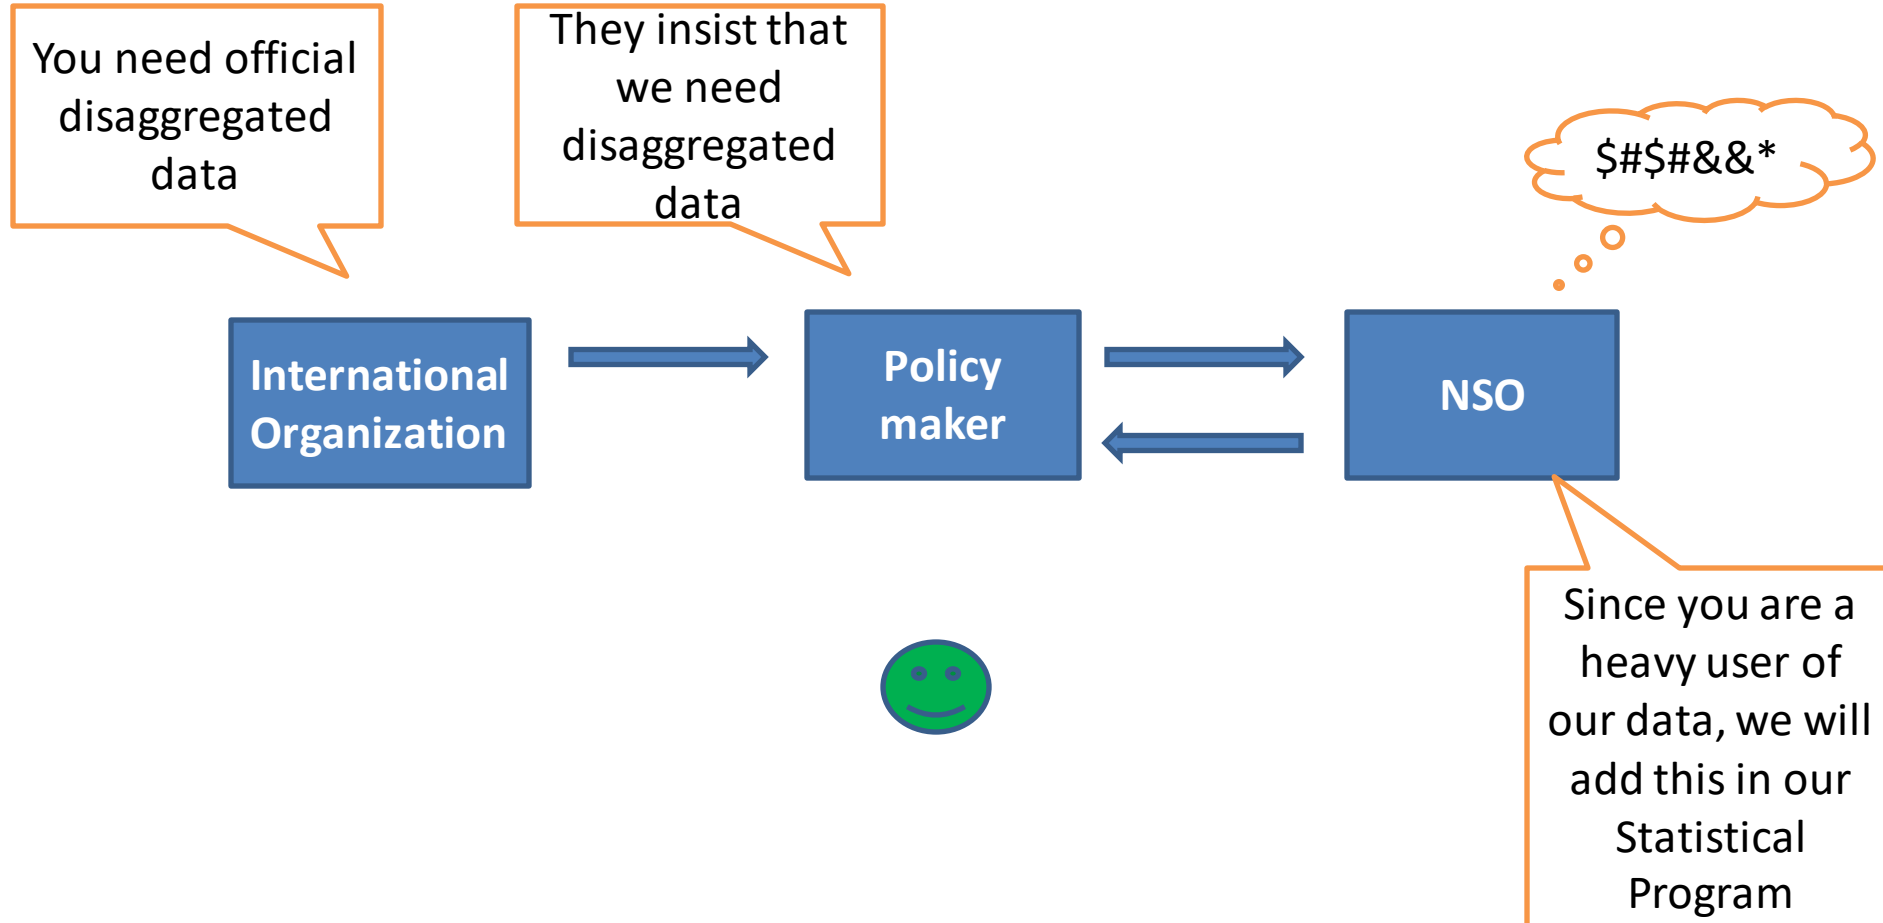 You need official
disaggregated
data
They insist that
we need
disaggregated
data
$#$#&&*
International
Organization
Policy
maker
NSO
Since you are a
heavy user of
our data, we will
add this in our
Statistical
Program